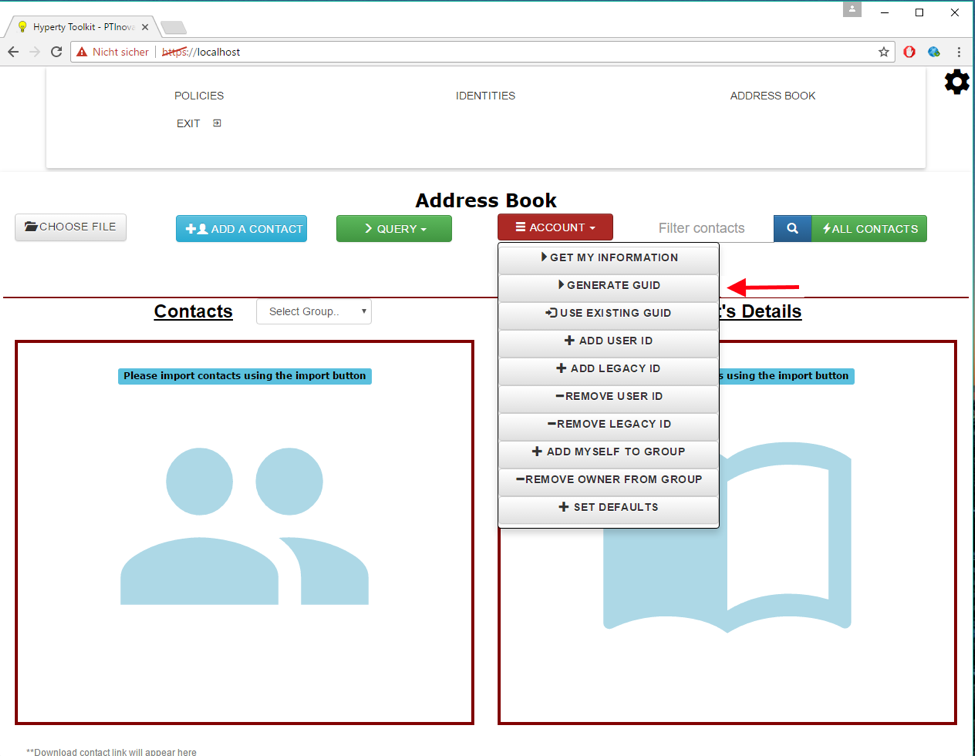 Hyperty Toolkit - PTInova
Nicht sicher https://localhost
POLICIES IDENTITIES ADDRESS BOOK
EXIT
Address Book
CHOOSE FILE ADD A CONTACT QUERY ACCOUNT Filter contacts ALL CONTACTS
GET MY INFORMATION
GENERATE GUID
USE EXISTING GUID
ADD USER ID
ADD LEGACY ID
REMOVE USER ID
REMOVE LEGACY ID
ADD MYSELF TO GROUP
REMOVE OWNER FROM GROUP
SET DEFAULTS
Contacts Select Group.. 's Details
Please import contacts using the import button
using the import button
**Download contact link will appear here